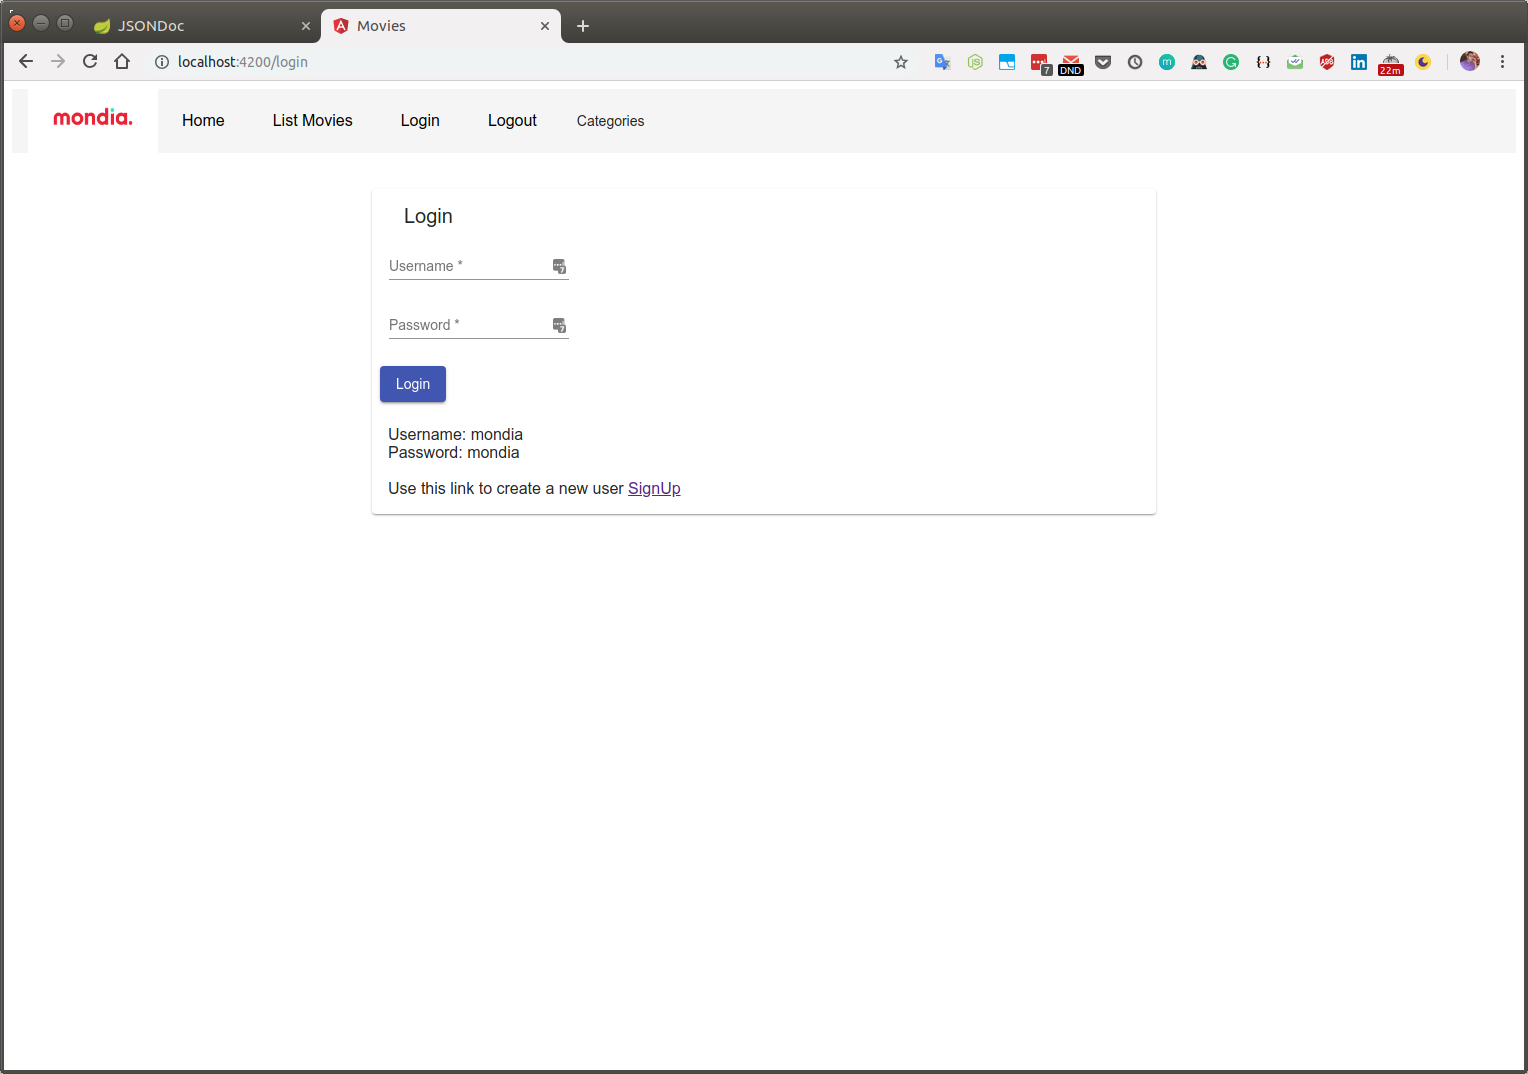 JSONDoc
Movies
localhost:4200/login
7
DND
22m
mondia.
Home
List Movies
Login
Logout
Categories
Login
Username *
Password *
Login
Username: mondia
Password: mondia
Use this link to create a new user SignUp